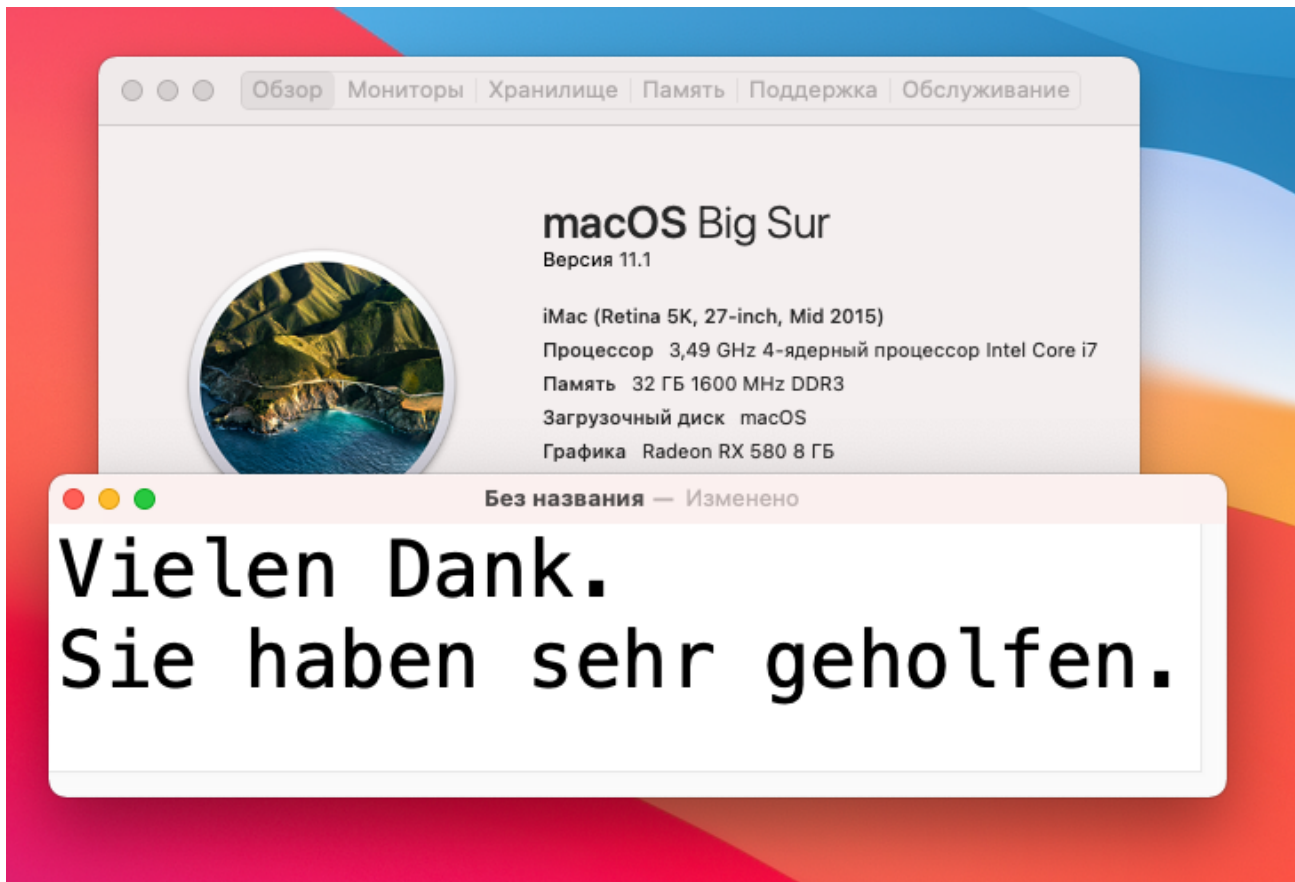 Обзор Мониторы Хранилище Память Поддержка Обслуживание
macOS Big Sur
Версия 11.1
iMac (Retina 5K, 27-inch, Mid 2015)
Процессор 3,49 GHz 4-ядерный процессор Intel Core i7
Память 32 ГБ 1600 MHz DDR3
Загрузочный диск macOS
Графика Radeon RX 580 8 ГБ
Без названия — Изменено
Vielen Dank.
Sie haben sehr geholfen.